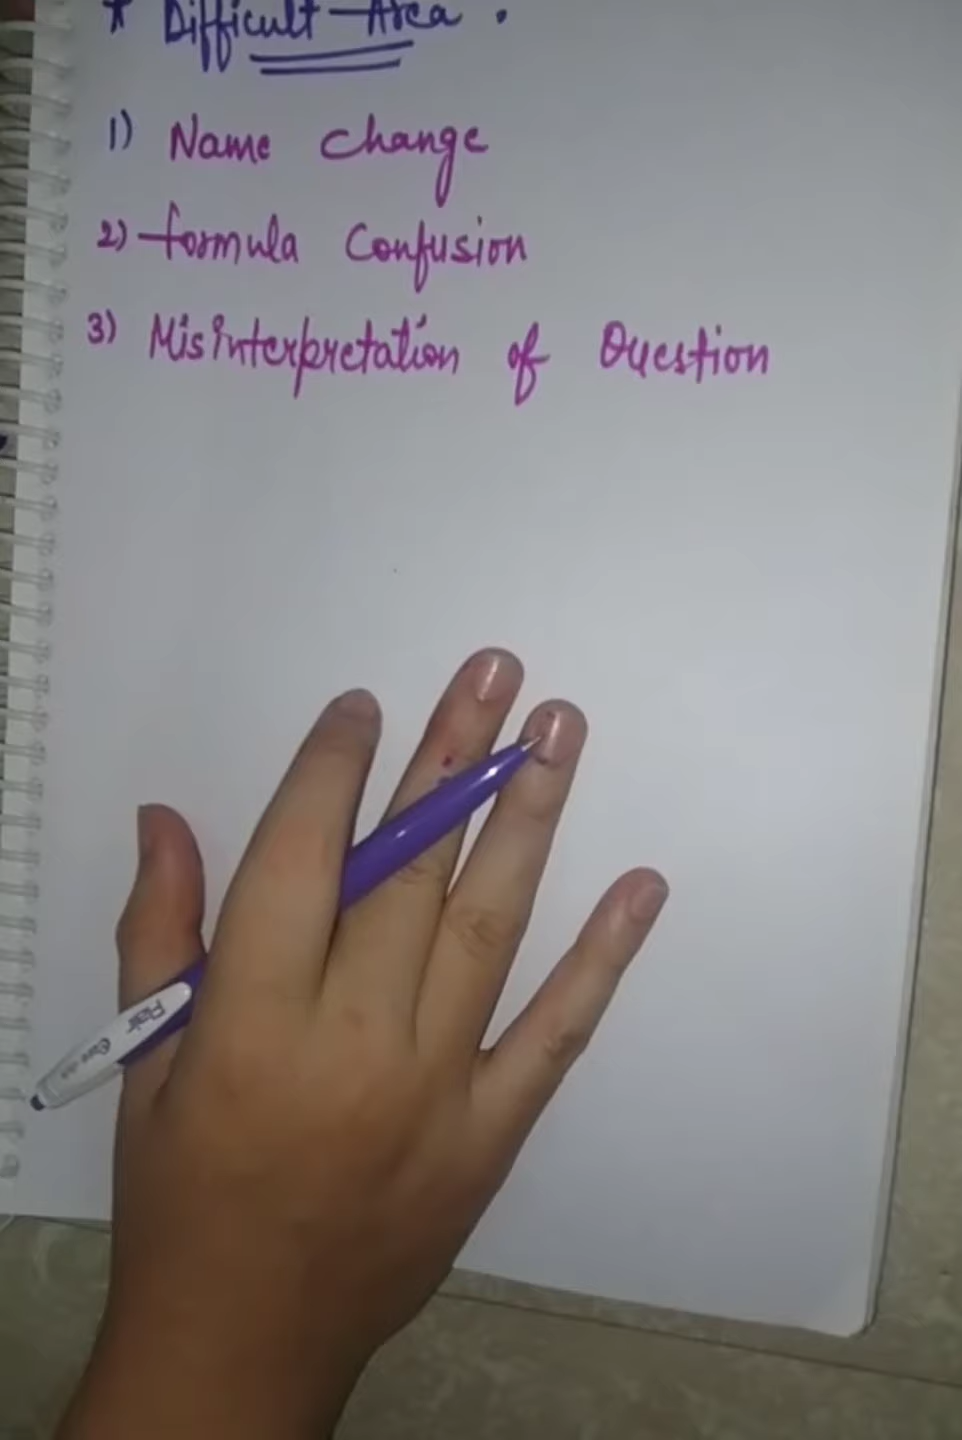 * Difficult Area .
1) Name change
2) formula Confusion
3) Misinterpretation of Question
Flair